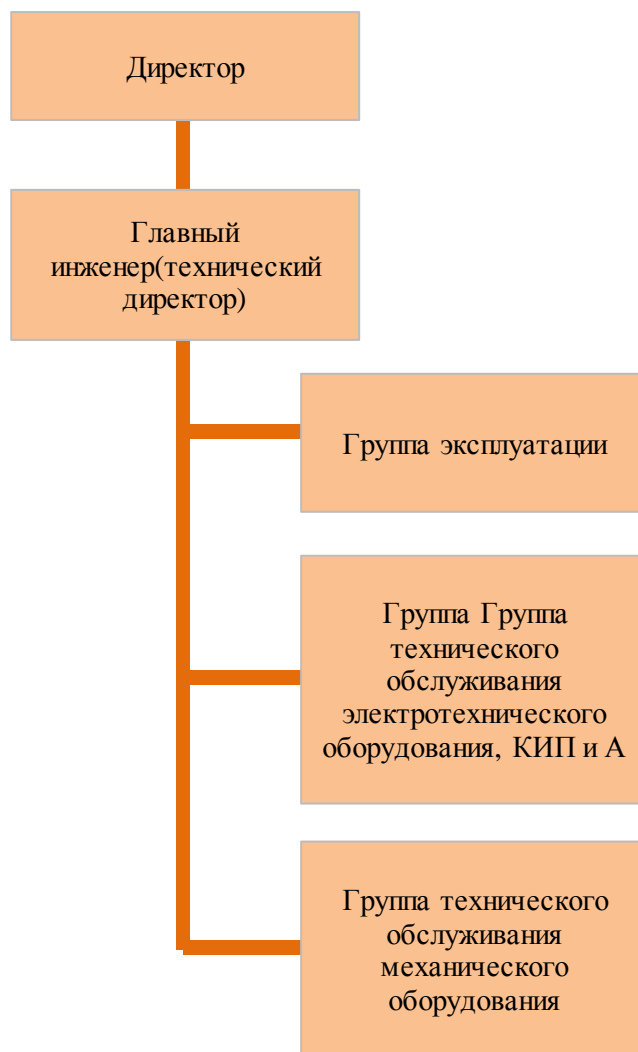 Директор
Главный
инженер(технический
директор)
Группа эксплуатации
Группа Группа
технического
обслуживания
электротехнического
оборудования, КИП и А
Группа технического
обслуживания
механического
оборудования